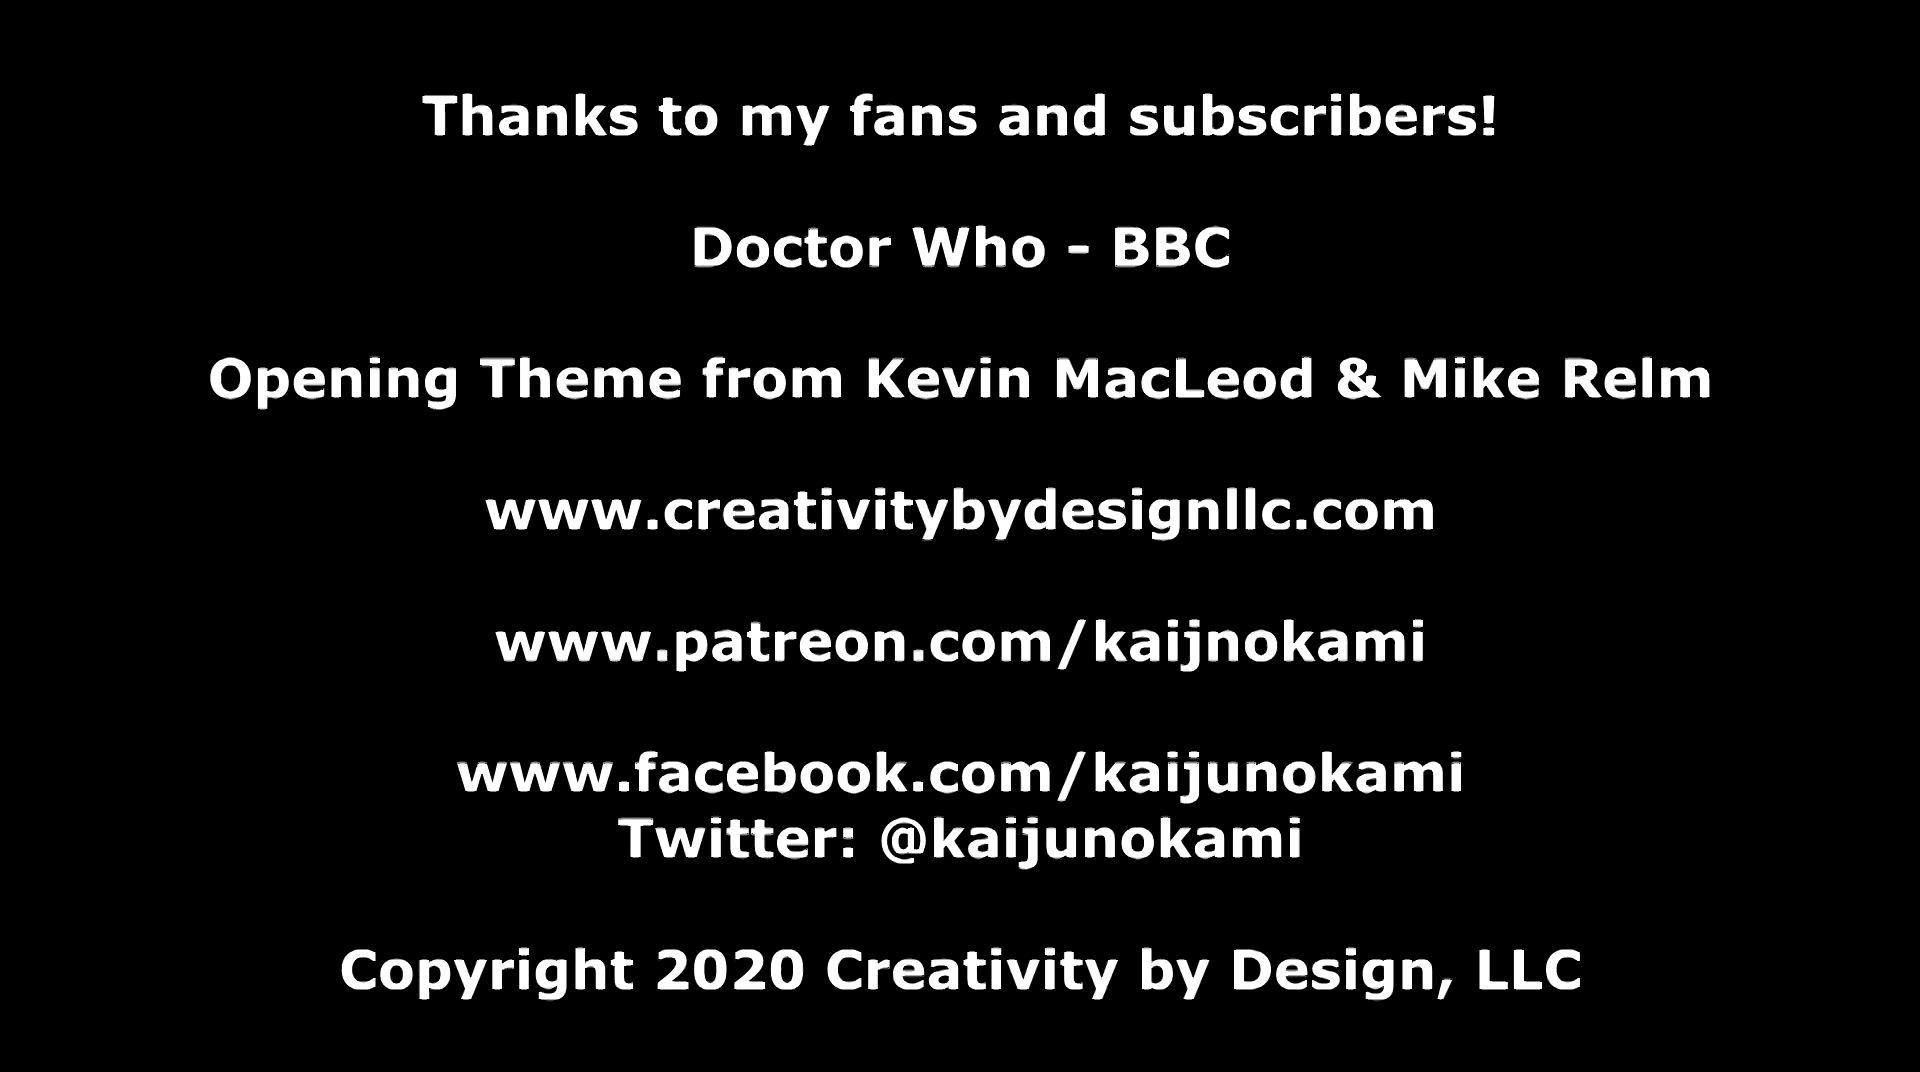 Thanks to my fans and subscribers!
Doctor Who - BBC
Opening Theme from Kevin MacLeod & Mike Relm
www.creativitybydesignllc.com
www.patreon.com/kaijnokami
www.facebook.com/kaijunokami
Twitter: @kaijunokami
Copyright 2020 Creativity by Design, LLC